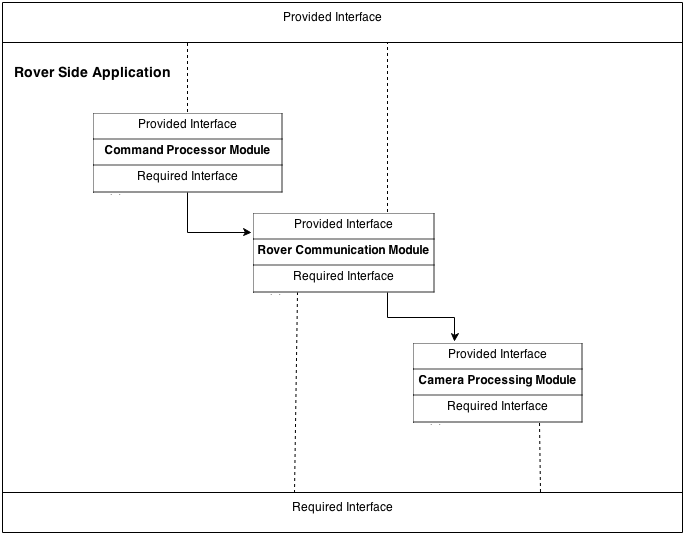 Provided Interface
Rover Side Application
Provided Interface
Command Processor Module
Required Interface
Provided Interface
Rover Communication Module
Required Interface
Provided Interface
Camera Processing Module
Required Interface
Required Interface